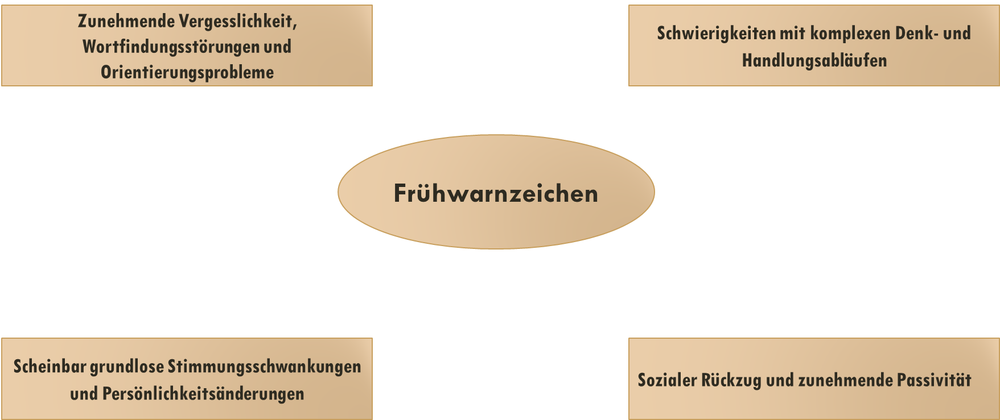 Zunehmende Vergesslichkeit,
Wortfindungsstörungen und
Orientierungsprobleme
Schwierigkeiten mit komplexen Denk- und
Handlungsabläufen
Frühwarnzeichen
Scheinbar grundlose Stimmungsschwankungen
und Persönlichkeitsänderungen
Sozialer Rückzug und zunehmende Passivität